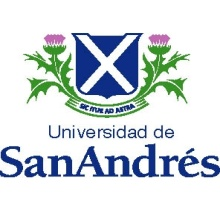 SIC ITUR AD ASTRA
Universidad de
SanAndrés